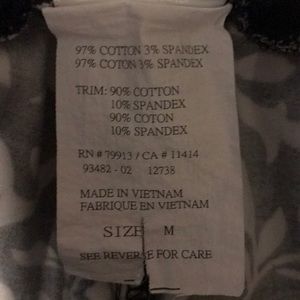 97% COTTON 3% SPANDEX
97% COTON 3% SPANDEX
TRIM: 90% COTTON
10% SPANDEX
90% COTON
10% SPANDEX
RN # 79913 / CA # 11414
93482 - 02 12738
MADE IN VIETNAM
FABRIQUE EN VIETNAM
SIZE M
SEE REVERSE FOR CARE